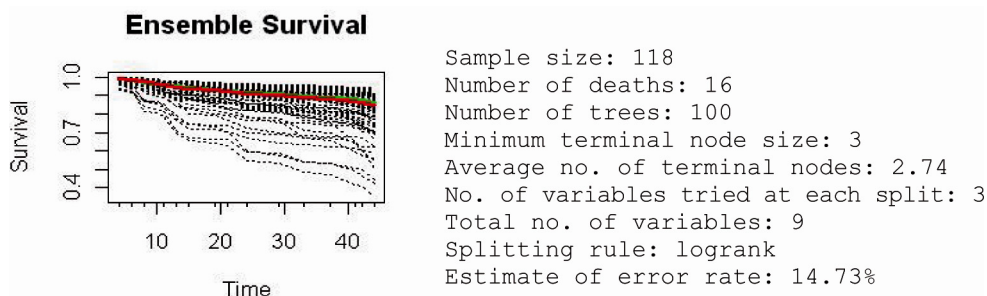 Ensemble Survival
Survival
1.0
0.7
0.4
10 20 30 40
Time
Sample size: 118
Number of deaths: 16
Number of trees: 100
Minimum terminal node size: 3
Average no. of terminal nodes: 2.74
No. of variables tried at each split: 3
Total no. of variables: 9
Splitting rule: logrank
Estimate of error rate: 14.73%